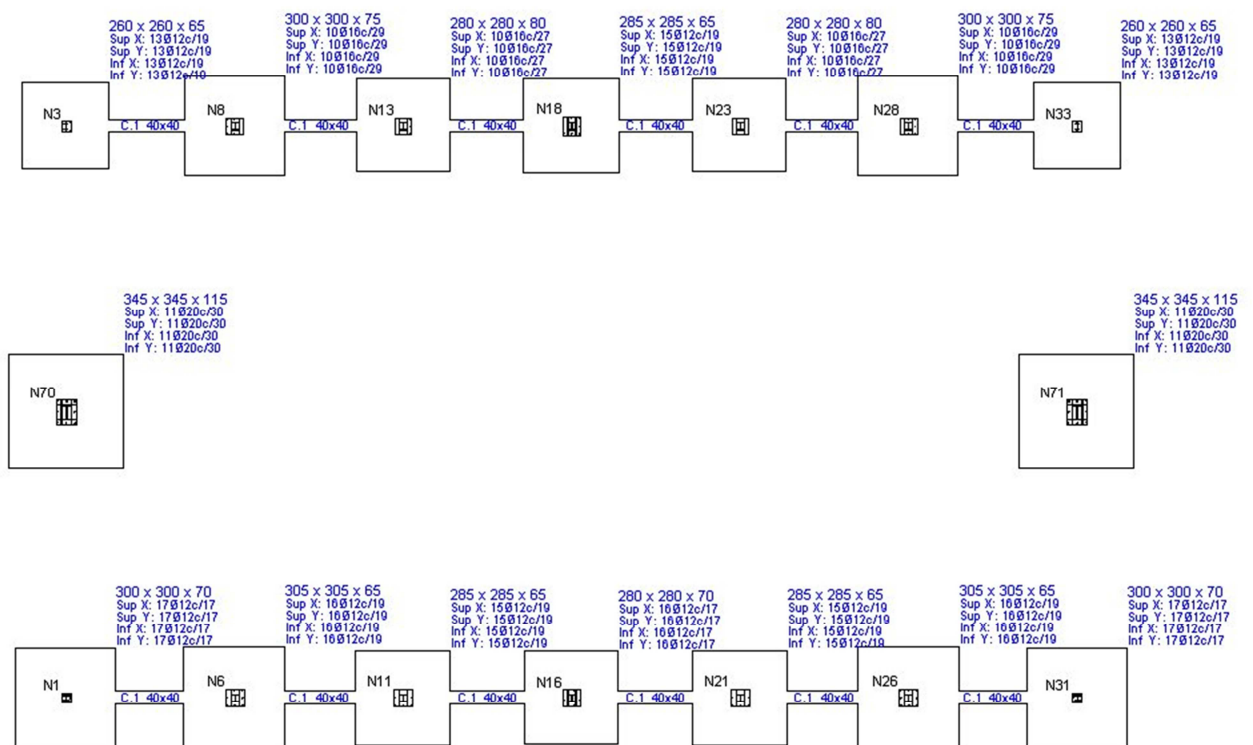 260 x 260 x 65
Sup X: 13Ø12c/19
Sup Y: 13Ø12c/19
Inf X: 13Ø12c/19
Inf Y: 13Ø12c/19
300 x 300 x 75
Sup X: 10Ø16c/29
Sup Y: 10Ø16c/29
Inf X: 10Ø16c/29
Inf Y: 10Ø16c/29
280 x 280 x 80
Sup X: 10Ø16c/27
Sup Y: 10Ø16c/27
Inf X: 10Ø16c/27
Inf Y: 10Ø16c/27
285 x 285 x 65
Sup X: 15Ø12c/19
Sup Y: 15Ø12c/19
Inf X: 15Ø12c/19
Inf Y: 15Ø12c/19
280 x 280 x 80
Sup X: 10Ø16c/27
Sup Y: 10Ø16c/27
Inf X: 10Ø16c/27
Inf Y: 10Ø16c/27
300 x 300 x 75
Sup X: 10Ø16c/29
Sup Y: 10Ø16c/29
Inf X: 10Ø16c/29
Inf Y: 10Ø16c/29
260 x 260 x 65
Sup X: 13Ø12c/19
Sup Y: 13Ø12c/19
Inf X: 13Ø12c/19
Inf Y: 13Ø12c/19
N3
C.1 40x40
N8
C.1 40x40
N13
C.1 40x40
N18
C.1 40x40
N23
C.1 40x40
N28
C.1 40x40
N33
345 x 345 x 115
Sup X: 11Ø20c/30
Sup Y: 11Ø20c/30
Inf X: 11Ø20c/30
Inf Y: 11Ø20c/30
345 x 345 x 115
Sup X: 11Ø20c/30
Sup Y: 11Ø20c/30
Inf X: 11Ø20c/30
Inf Y: 11Ø20c/30
N70
N71
300 x 300 x 70
Sup X: 17Ø12c/17
Sup Y: 17Ø12c/17
Inf X: 17Ø12c/17
Inf Y: 17Ø12c/17
305 x 305 x 65
Sup X: 16Ø12c/19
Sup Y: 16Ø12c/19
Inf X: 16Ø12c/19
Inf Y: 16Ø12c/19
285 x 285 x 65
Sup X: 15Ø12c/19
Sup Y: 15Ø12c/19
Inf X: 15Ø12c/19
Inf Y: 15Ø12c/19
280 x 280 x 70
Sup X: 16Ø12c/17
Sup Y: 16Ø12c/17
Inf X: 16Ø12c/17
Inf Y: 16Ø12c/17
285 x 285 x 65
Sup X: 15Ø12c/19
Sup Y: 15Ø12c/19
Inf X: 15Ø12c/19
Inf Y: 15Ø12c/19
305 x 305 x 65
Sup X: 16Ø12c/19
Sup Y: 16Ø12c/19
Inf X: 16Ø12c/19
Inf Y: 16Ø12c/19
300 x 300 x 70
Sup X: 17Ø12c/17
Sup Y: 17Ø12c/17
Inf X: 17Ø12c/17
Inf Y: 17Ø12c/17
N1
C.1 40x40
N6
C.1 40x40
N11
C.1 40x40
N16
C.1 40x40
N21
C.1 40x40
N26
C.1 40x40
N31